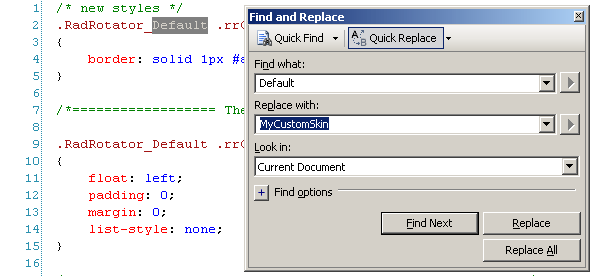 1 /* new styles */
2 .RadRotator_Default .rr
3 {
4 border: solid 1px #a
5 }
6
7 /*================== The
8
9 .RadRotator_Default .rr
10 {
11 float: left;
12 padding: 0;
13 margin: 0;
14 list-style: none;
15 }
16
Find and Replace
Quick Find
Quick Replace
Find what:
Default
Replace with:
MyCustomSkin
Look in:
Current Document
Find options
Find Next
Replace
Replace All